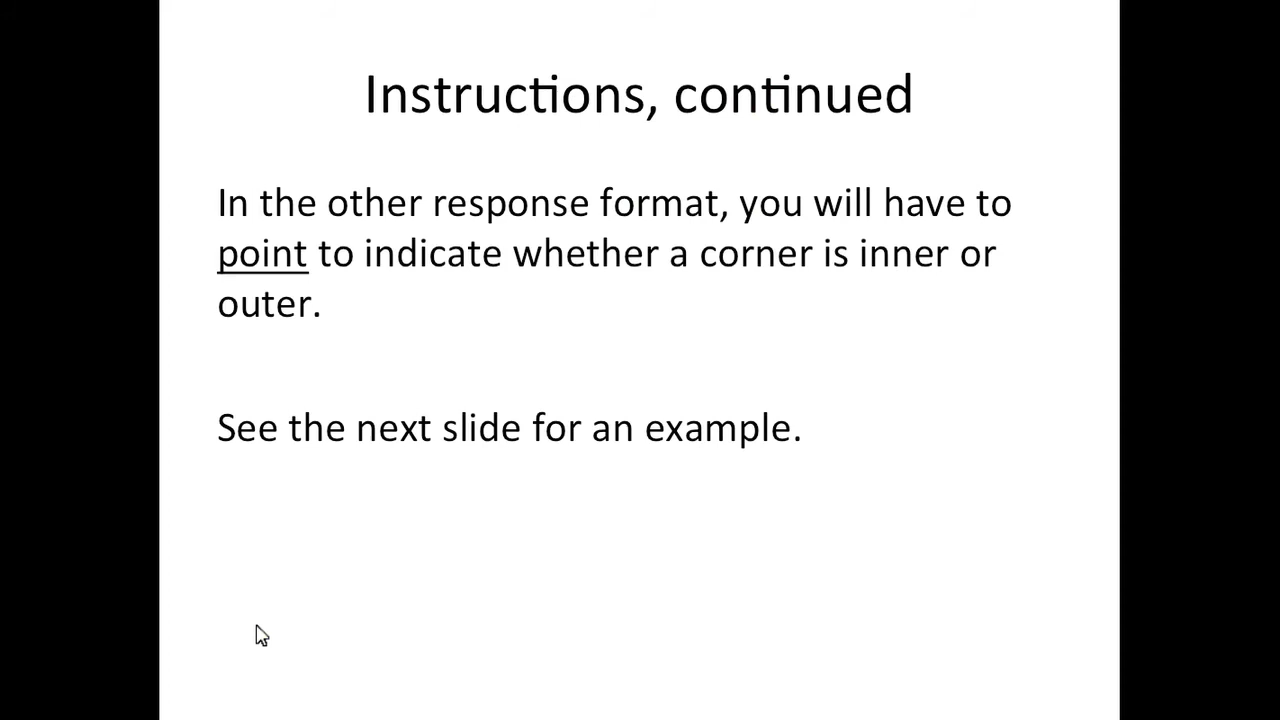 Instructions, continued
In the other response format, you will have to
point to indicate whether a corner is inner or
outer.
See the next slide for an example.